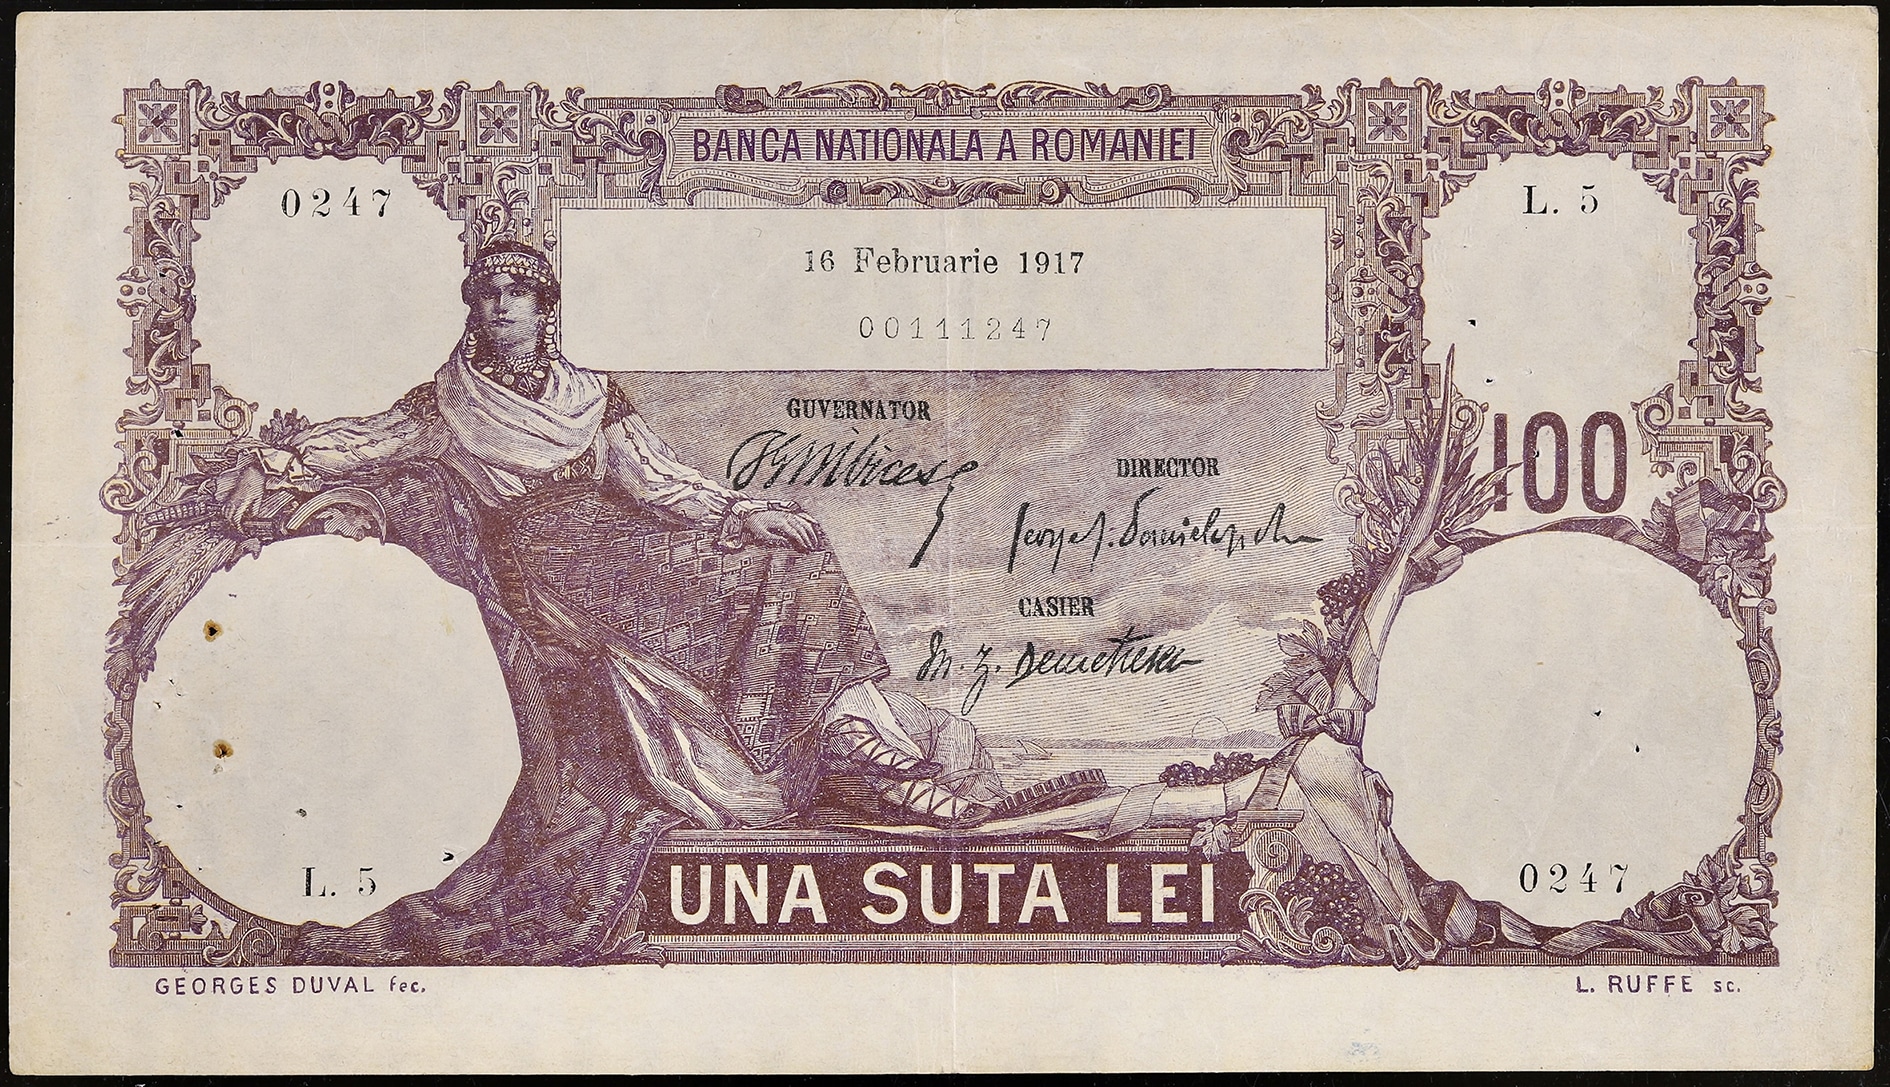 BANCA NATIONALA A ROMANIEI
0247
L. 5
16 Februarie 1917
00111247
GUVERNATOR
DIRECTOR
100
CASIER
M. Z. Demetrescu
L. 5
0247
UNA SUTA LEI
GEORGES DUVAL fec.
L. RUFFE sc.